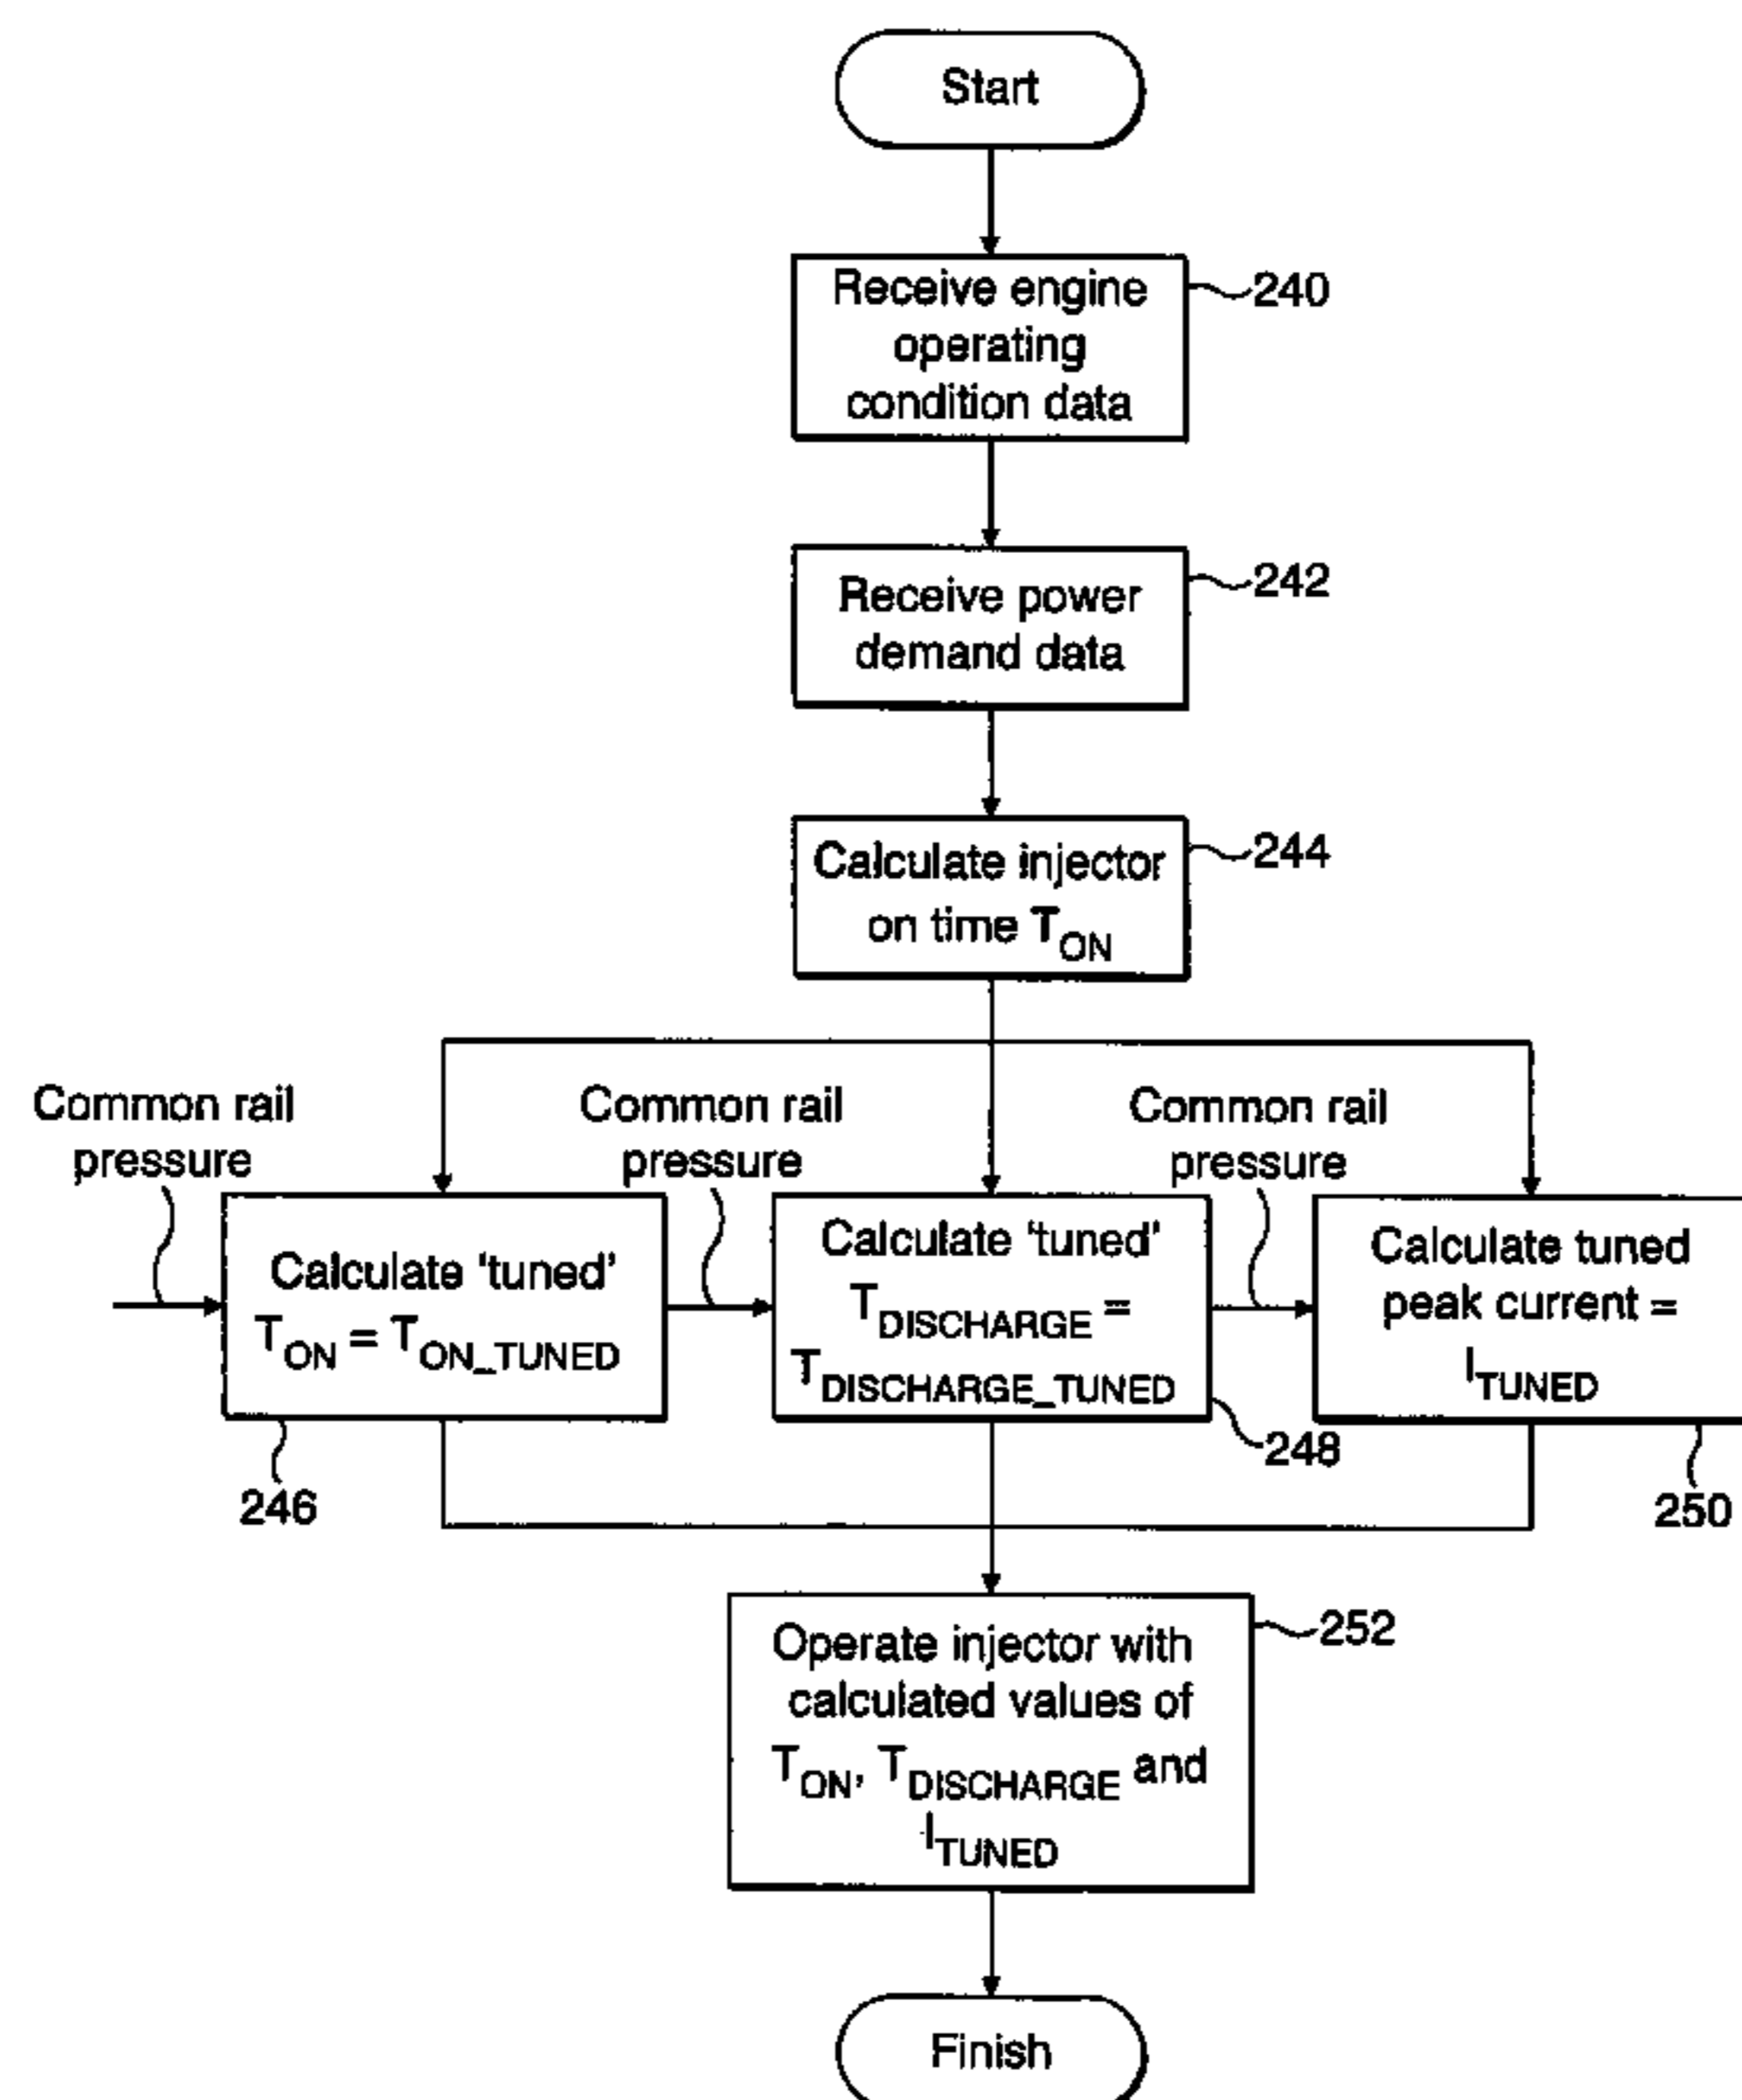 Start
Receive engine
operating
condition data
240
Receive power
demand data
242
Calculate injector
on time T_ON
244
Common rail
pressure
Common rail
pressure
Common rail
pressure
Calculate 'tuned'
T_ON = T_ON_TUNED
246
Calculate 'tuned'
T_DISCHARGE =
T_DISCHARGE_TUNED
248
Calculate tuned
peak current =
I_TUNED
250
Operate injector with
calculated values of
T_ON, T_DISCHARGE and
I_TUNED
252
Finish